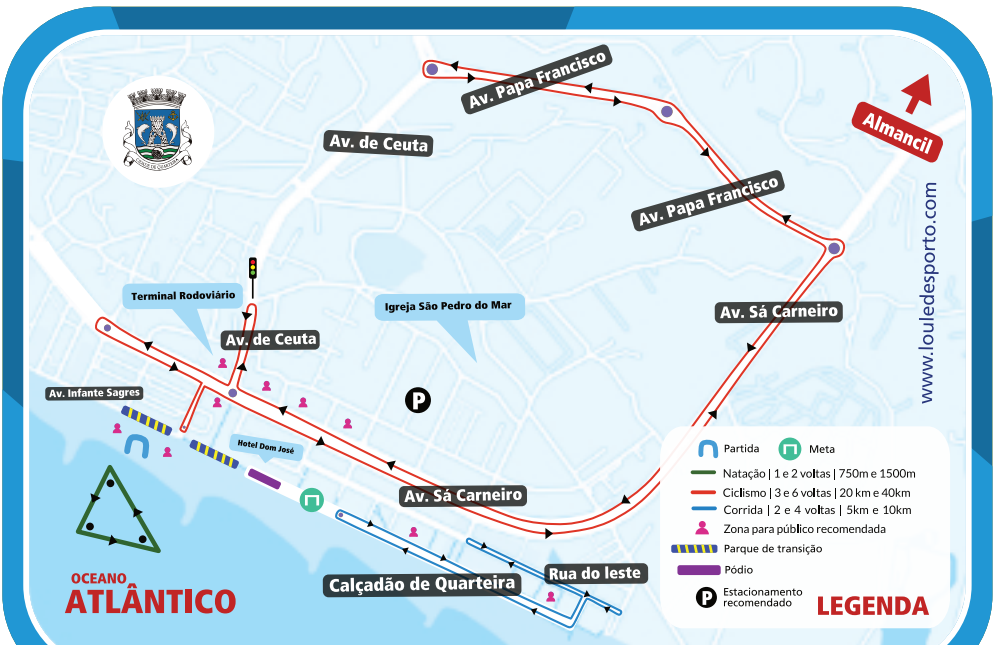 Av. Papa Francisco
Almancil
Av. de Ceuta
CIDADE DE QUARTEIRA
Av. Papa Francisco
www.louledesporto.com
Terminal Rodoviário
Igreja São Pedro do Mar
Av. Sá Carneiro
Av. de Ceuta
Av. Infante Sagres
P
Hotel Dom José
Av. Sá Carneiro
Calçadão de Quarteira
Rua do leste
OCEANO
ATLÂNTICO
Partida
Meta
Natação | 1 e 2 voltas | 750m e 1500m
Ciclismo | 3 e 6 voltas | 20 km e 40km
Corrida | 2 e 4 voltas | 5km e 10km
Zona para público recomendada
Parque de transição
Pódio
P
Estacionamento
recomendado
LEGENDA